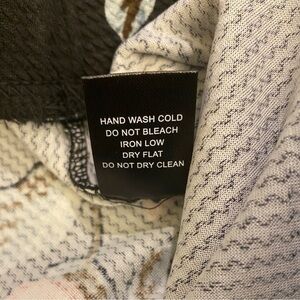 HAND WASH COLD
DO NOT BLEACH
IRON LOW
DRY FLAT
DO NOT DRY CLEAN